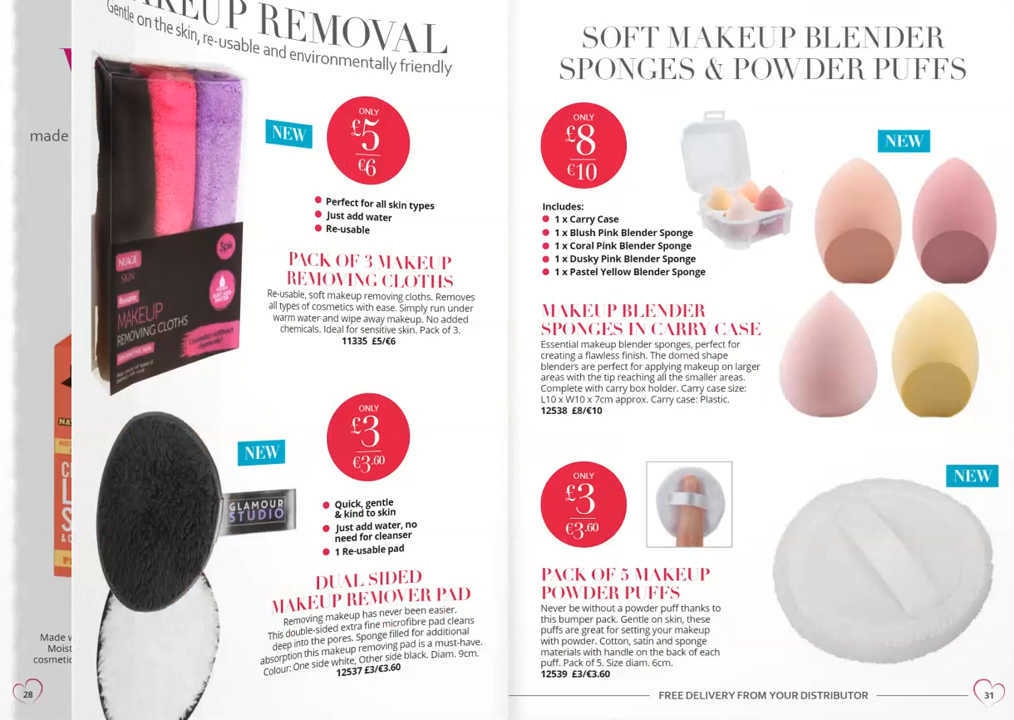 made
Made
Moist
cosmetic
28
MAKEUP REMOVAL
Gentle on the skin, re-usable and environmentally friendly
NEW
ONLY
£5
€6
Perfect for all skin types
Just add water
Re-usable
3pk
NUAGE
SKIN
Reusable
MAKEUP
REMOVING CLOTHS
PACK OF 3 MAKEUP
REMOVING CLOTHS
Re-usable, soft makeup removing cloths. Removes
all types of cosmetics with ease. Simply run under
warm water and wipe away makeup. No added
chemicals. Ideal for sensitive skin. Pack of 3.
11335 £5/€6
NEW
ONLY
£3
€3.60
GLAMOUR
STUDIO
Quick, gentle
& kind to skin
Just add water, no
need for cleanser
1 Re-usable pad
DUAL SIDED
MAKEUP REMOVER PAD
Removing makeup has never been easier.
This double-sided extra fine microfibre pad cleans
deep into the pores. Sponge filled for additional
absorption this makeup removing pad is a must-have.
Colour: One side white, Other side black. Diam. 9cm.
12537 £3/€3.60
SOFT MAKEUP BLENDER
SPONGES & POWDER PUFFS
ONLY
£8
€10
NEW
Includes:
1 x Carry Case
1 x Blush Pink Blender Sponge
1 x Coral Pink Blender Sponge
1 x Dusky Pink Blender Sponge
1 x Pastel Yellow Blender Sponge
MAKEUP BLENDER
SPONGES IN CARRY CASE
Essential makeup blender sponges, perfect for
creating a flawless finish. The domed shape
blenders are perfect for applying makeup on larger
areas with the tip reaching all the smaller areas.
Complete with carry box holder. Carry case size:
L10 x W10 x 7cm approx. Carry case: Plastic.
12538 £8/€10
ONLY
£3
€3.60
NEW
PACK OF 5 MAKEUP
POWDER PUFFS
Never be without a powder puff thanks to
this bumper pack. Gentle on skin, these
puffs are great for setting your makeup
with powder. Cotton, satin and sponge
materials with handle on the back of each
puff. Pack of 5. Size diam. 6cm.
12539 £3/€3.60
FREE DELIVERY FROM YOUR DISTRIBUTOR
31